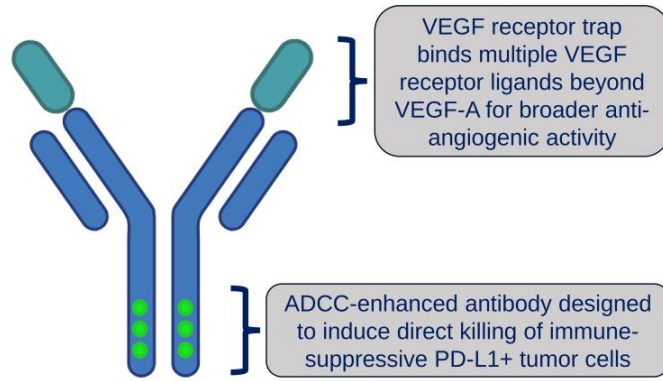 VEGF receptor trap
binds multiple VEGF
receptor ligands beyond
VEGF-A for broader anti-
angiogenic activity
ADCC-enhanced antibody designed
to induce direct killing of immune-
suppressive PD-L1+ tumor cells